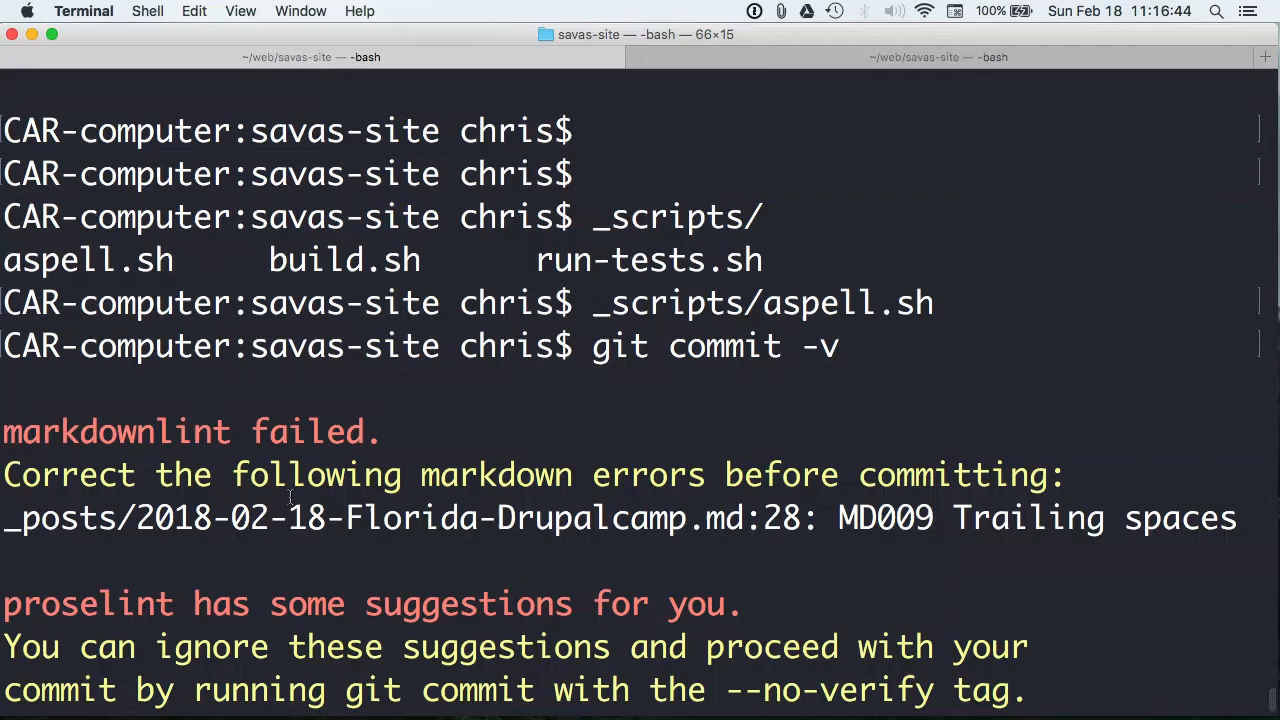 Terminal Shell Edit View Window Help 100% Sun Feb 18 11:16:44
savas-site — -bash — 66×15
~/web/savas-site — -bash ~/web/savas-site — -bash +
CAR-computer:savas-site chris$
CAR-computer:savas-site chris$
CAR-computer:savas-site chris$ _scripts/
aspell.sh build.sh run-tests.sh
CAR-computer:savas-site chris$ _scripts/aspell.sh
CAR-computer:savas-site chris$ git commit -v
markdownlint failed.
Correct the following markdown errors before committing:
_posts/2018-02-18-Florida-Drupalcamp.md:28: MD009 Trailing spaces
proselint has some suggestions for you.
You can ignore these suggestions and proceed with your
commit by running git commit with the --no-verify tag.